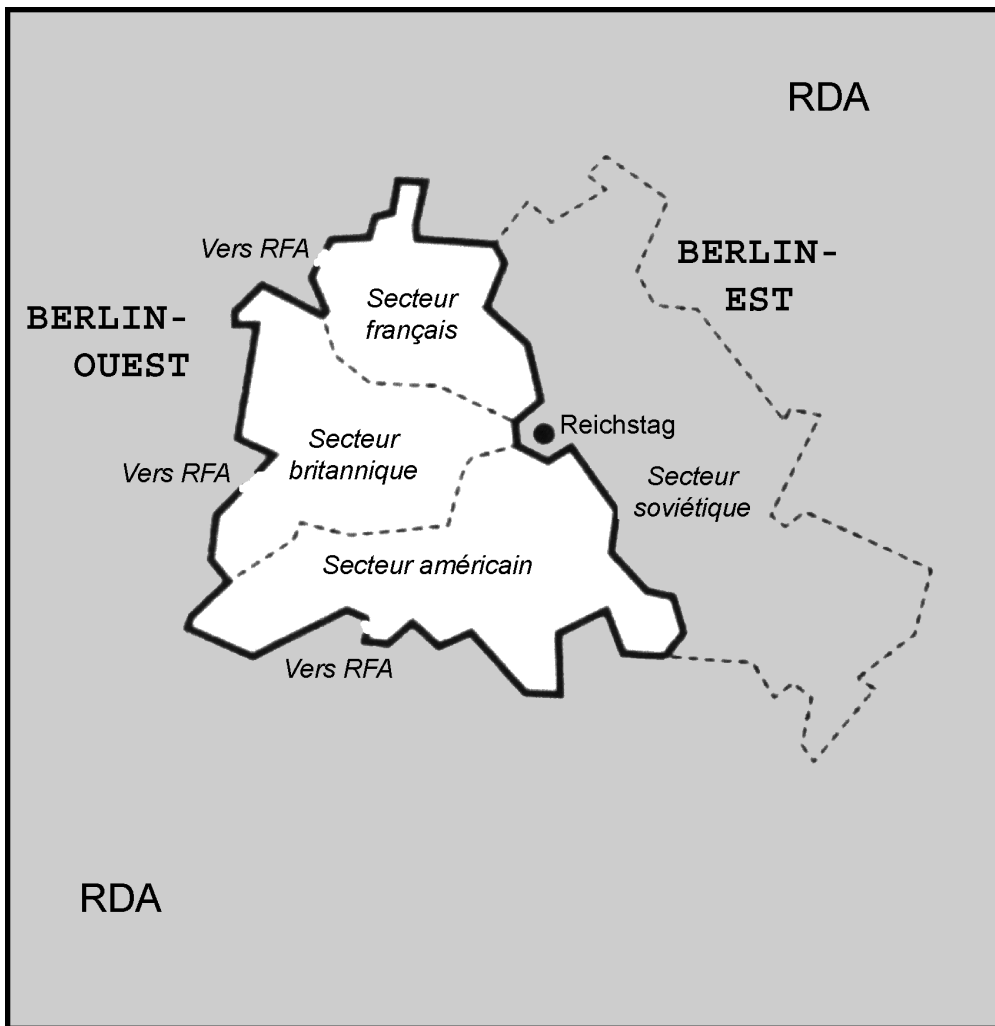 RDA
Vers RFA
BERLIN-
EST
Secteur
français
BERLIN-
OUEST
Reichstag
Secteur
britannique
Vers RFA
Secteur
soviétique
Secteur américain
Vers RFA
RDA